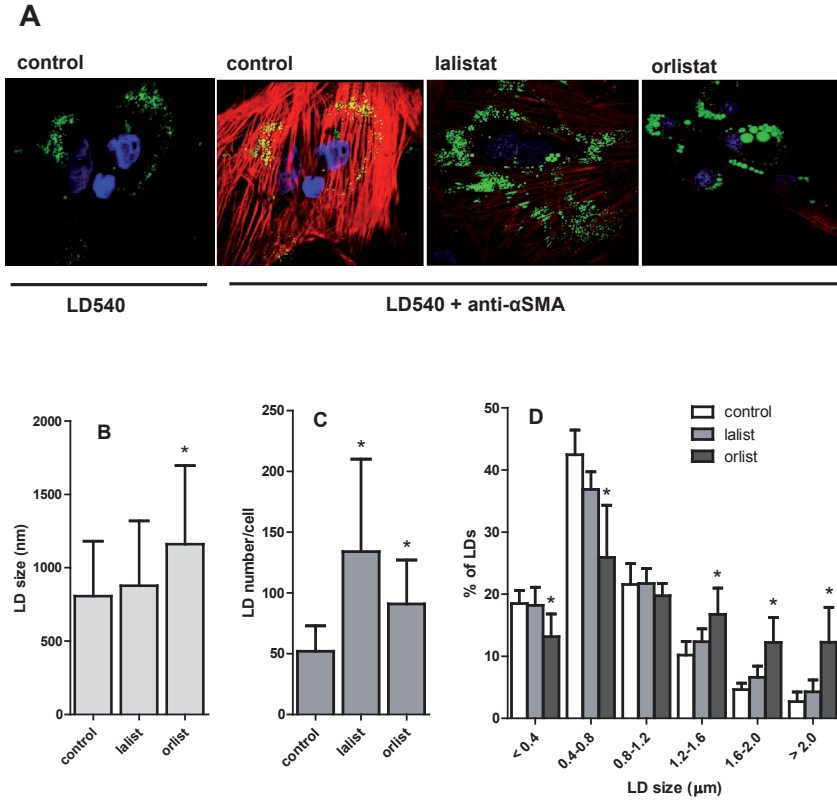 A
control control lalistat orlistat
LD540 LD540 + anti-αSMA
B
LD size (nm)
2000
1500
1000
500
0
control lalist orlist
*
C
LD number/cell
250
200
150
100
50
0
control lalist orlist
*
*
D
control
lalist
orlist
% of LDs
50
40
30
20
10
0
*
*
*
*
*
< 0.4 0.4-0.8 0.8-1.2 1.2-1.6 1.6-2.0 > 2.0
LD size (μm)